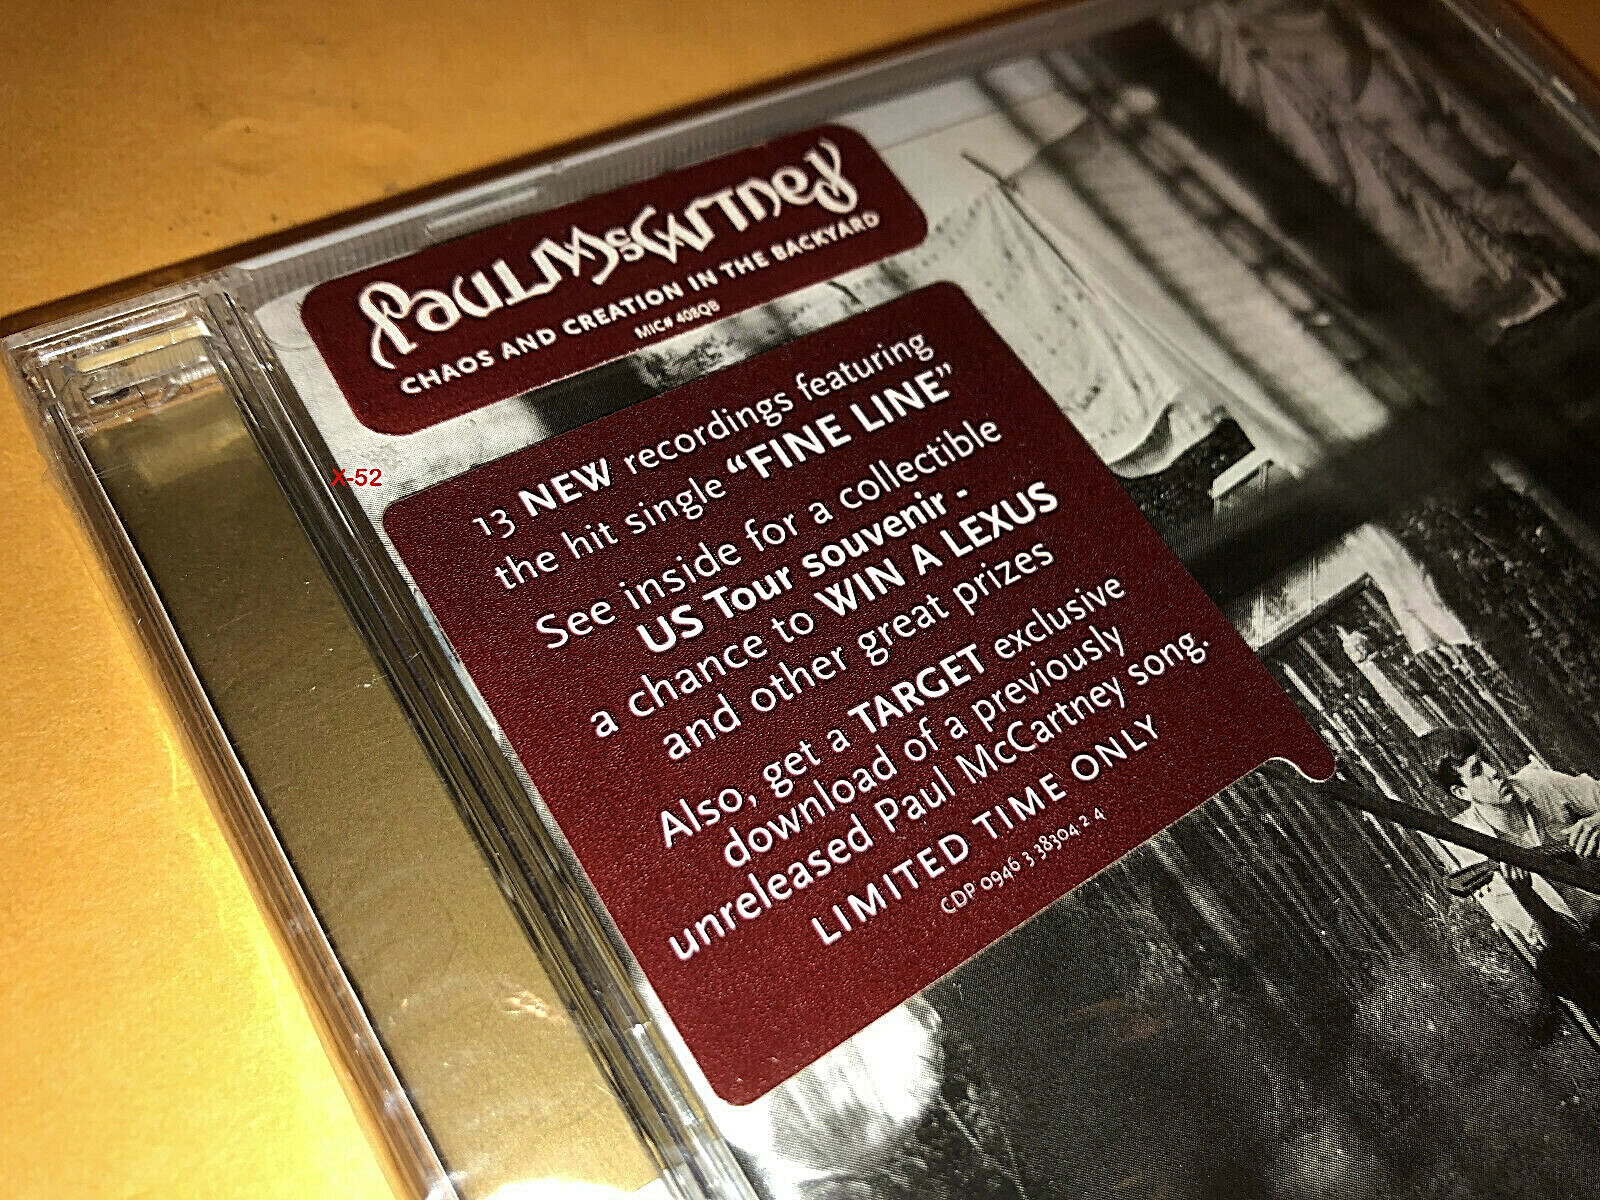 Paul McCartney
CHAOS AND CREATION IN THE BACKYARD
MIC# 408QB
X-52
13 NEW recordings featuring
the hit single “FINE LINE”
See inside for a collectible
US Tour souvenir -
a chance to WIN A LEXUS
and other great prizes
Also, get a TARGET exclusive
download of a previously
unreleased Paul McCartney song.
LIMITED TIME ONLY
CDP 0946 3 38304 2 4